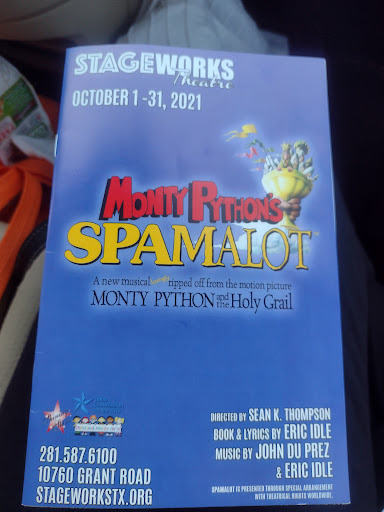 STAGEWORKS
Theatre
OCTOBER 1 -31, 2021
MONTY PYTHON'S
SPAMALOT
A new musical lovingly ripped off from the motion picture
MONTY PYTHON and the Holy Grail
DIRECTED BY SEAN K. THOMPSON
BOOK & LYRICS BY ERIC IDLE
MUSIC BY JOHN DU PREZ
& ERIC IDLE
281.587.6100
10760 GRANT ROAD
STAGEWORKSTX.ORG
SPAMALOT IS PRESENTED THROUGH SPECIAL ARRANGEMENT
WITH THEATRICAL RIGHTS WORLDWIDE.